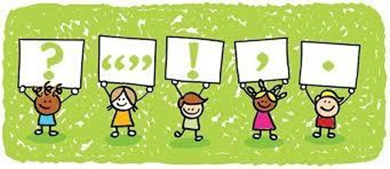 ? “” ! , .